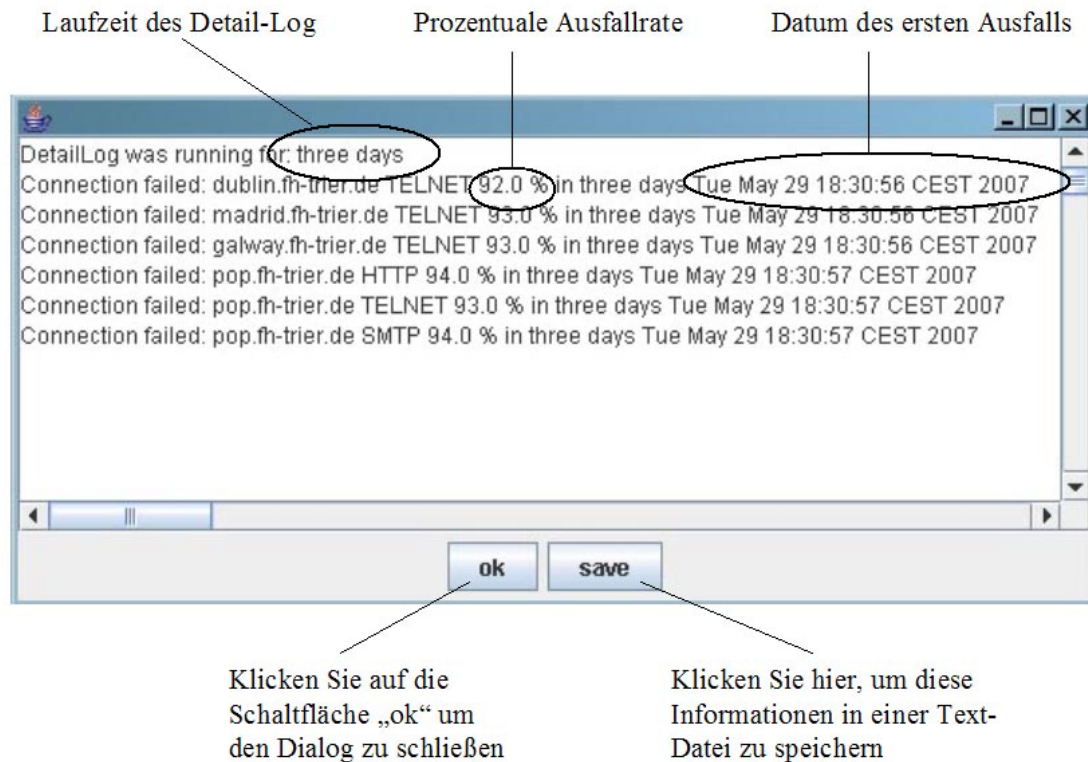 Laufzeit des Detail-Log
Prozentuale Ausfallrate
Datum des ersten Ausfalls
DetailLog was running for: three days
Connection failed: dublin.fh-trier.de TELNET 92.0 % in three days Tue May 29 18:30:56 CEST 2007
Connection failed: madrid.fh-trier.de TELNET 93.0 % in three days Tue May 29 18:30:56 CEST 2007
Connection failed: galway.fh-trier.de TELNET 93.0 % in three days Tue May 29 18:30:56 CEST 2007
Connection failed: pop.fh-trier.de HTTP 94.0 % in three days Tue May 29 18:30:57 CEST 2007
Connection failed: pop.fh-trier.de TELNET 93.0 % in three days Tue May 29 18:30:57 CEST 2007
Connection failed: pop.fh-trier.de SMTP 94.0 % in three days Tue May 29 18:30:57 CEST 2007
ok
save
Klicken Sie auf die
Schaltfläche „ok“ um
den Dialog zu schließen
Klicken Sie hier, um diese
Informationen in einer Text-
Datei zu speichern